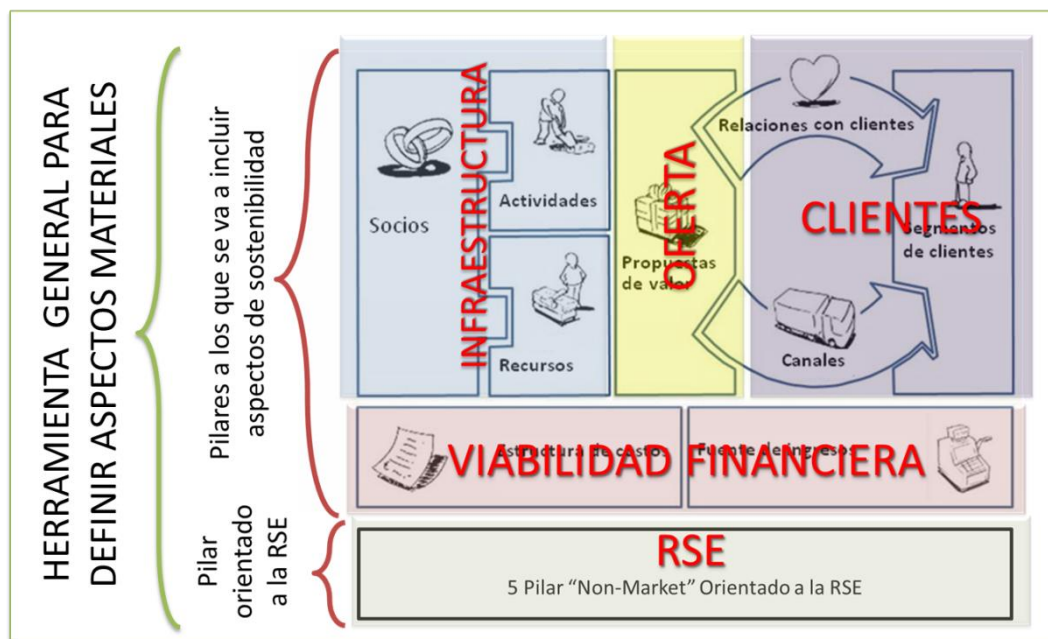 HERRAMIENTA GENERAL PARA
DEFINIR ASPECTOS MATERIALES
Pilares a los que se va a incluir
aspectos de sostenibilidad
Pilar
orientado
a la RSE
INFRAESTRUCTURA
Socios
Actividades
Recursos
OFERTA
Propuestas
de valor
Relaciones con clientes
CLIENTES
Segmentos
de clientes
Canales
VIABILIDAD FINANCIERA
Estructura de costos
Fuente de ingresos
RSE
5 Pilar “Non-Market” Orientado a la RSE